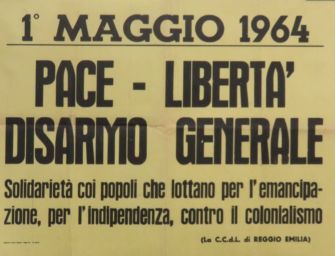 1° MAGGIO 1964
PACE - LIBERTA'
DISARMO GENERALE
Solidarietà coi popoli che lottano per l'emancipa-
zione, per l'indipendenza, contro il colonialismo
(La C.C.d.L. di REGGIO EMILIA)